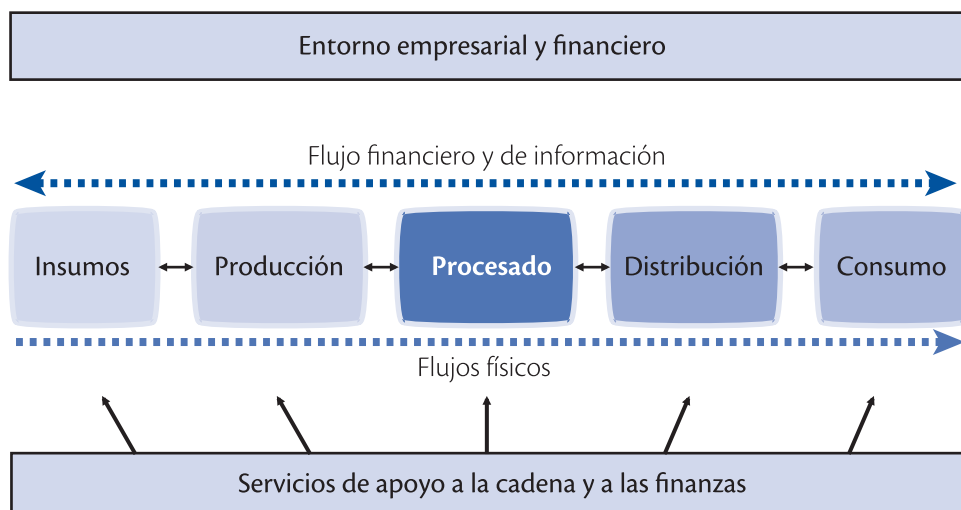 Entorno empresarial y financiero
Flujo financiero y de información
Insumos
Producción
Procesado
Distribución
Consumo
Flujos físicos
Servicios de apoyo a la cadena y a las finanzas